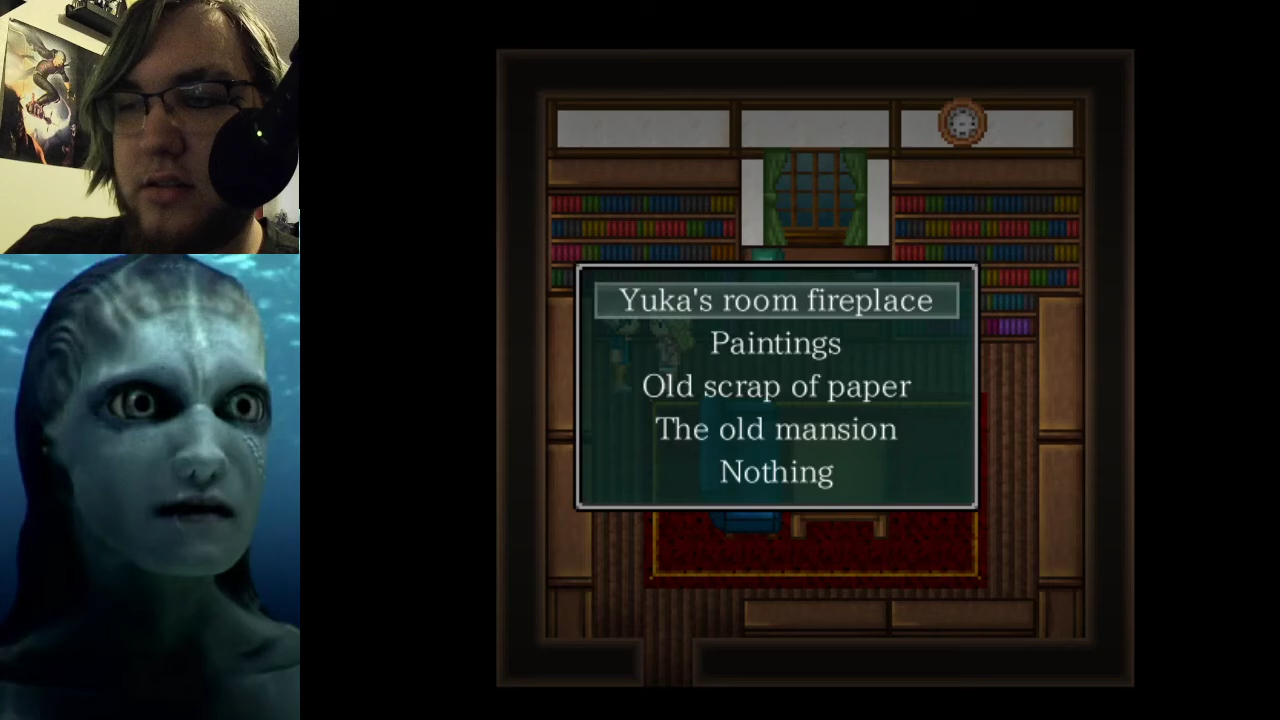 Yuka's room fireplace
Paintings
Old scrap of paper
The old mansion
Nothing